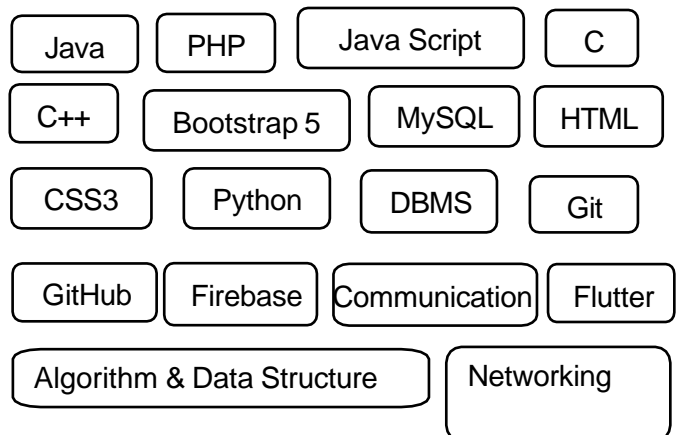 Java PHP Java Script C
C++ Bootstrap 5 MySQL HTML
CSS3 Python DBMS Git
GitHub Firebase Communication Flutter
Algorithm & Data Structure Networking